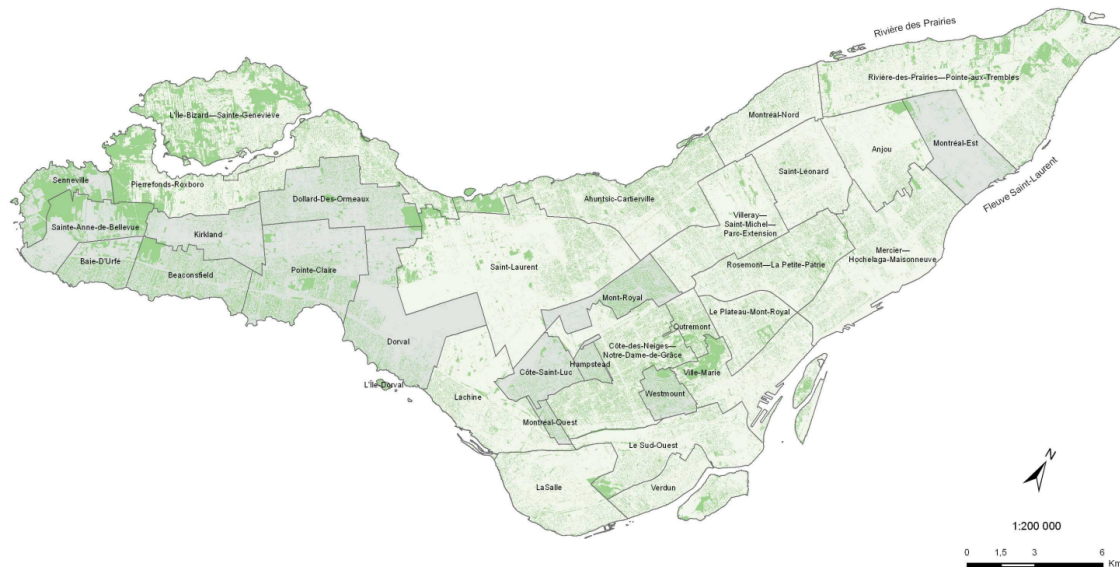 Rivière des Prairies
Rivière-des-Prairies—Pointe-aux-Trembles
L'Île-Bizard—Sainte-Geneviève
Montréal-Nord
Anjou
Montréal-Est
Saint-Léonard
Senneville
Pierrefonds-Roxboro
Dollard-Des-Ormeaux
Ahuntsic-Cartierville
Fleuve Saint-Laurent
Sainte-Anne-de-Bellevue
Kirkland
Villeray—
Saint-Michel—
Parc-Extension
Mercier—
Hochelaga-Maisonneuve
Baie-D'Urfé
Beaconsfield
Pointe-Claire
Saint-Laurent
Rosemont—La Petite-Patrie
Mont-Royal
Le Plateau-Mont-Royal
Outremont
Dorval
Côte-des-Neiges—
Notre-Dame-de-Grâce
Hampstead
Côte-Saint-Luc
Ville-Marie
L'Île-Dorval
Lachine
Westmount
Montréal-Ouest
Le Sud-Ouest
LaSalle
Verdun
N
1:200 000
0 1,5 3 6
Km